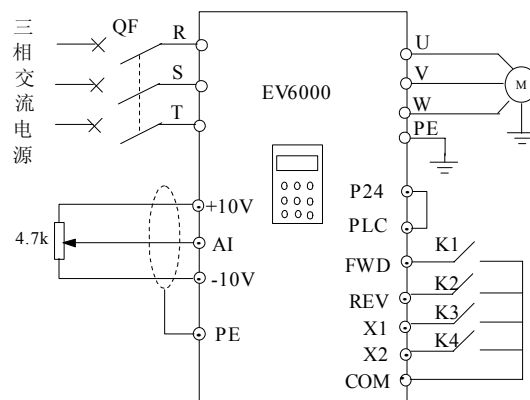 三相交流电源
QF
R
S
T
EV6000
U
V
W
PE
M
+10V
4.7k
AI
-10V
PE
P24
PLC
FWD
K1
REV
K2
X1
K3
X2
K4
COM